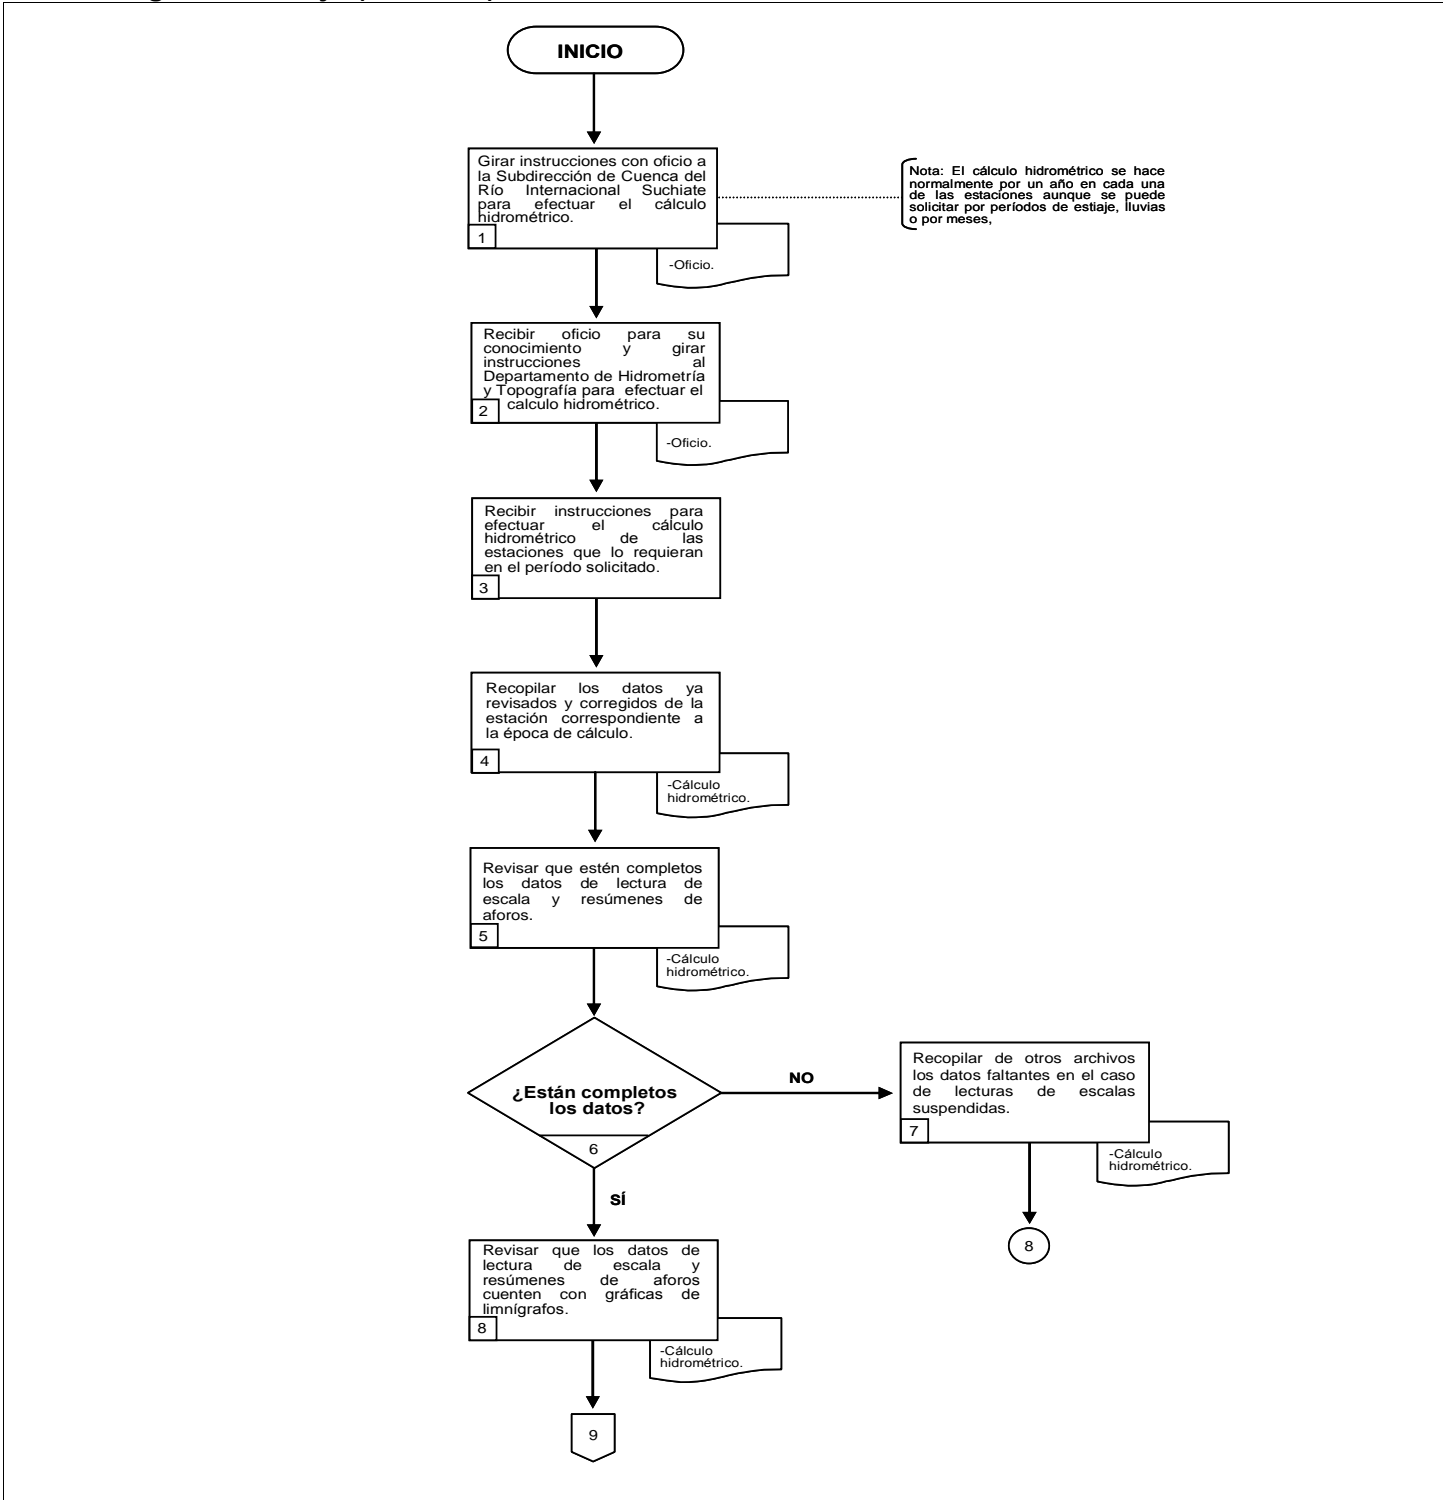 INICIO
Girar instrucciones con oficio a
la Subdirección de Cuenca del
Río Internacional Suchiate
para efectuar el cálculo
hidrométrico.
1
-Oficio.
Nota: El cálculo hidrométrico se hace
normalmente por un año en cada una
de las estaciones aunque se puede
solicitar por períodos de estiaje, lluvias
o por meses,
Recibir oficio para su
conocimiento y girar
instrucciones al
Departamento de Hidrometría
y Topografía para efectuar el
calculo hidrométrico.
2
-Oficio.
Recibir instrucciones para
efectuar el cálculo
hidrométrico de las
estaciones que lo requieran
en el período solicitado.
3
Recopilar los datos ya
revisados y corregidos de la
estación correspondiente a
la época de cálculo.
4
-Cálculo
hidrométrico.
Revisar que estén completos
los datos de lectura de
escala y resúmenes de
aforos.
5
-Cálculo
hidrométrico.
¿Están completos
los datos?
6
NO
Recopilar de otros archivos
los datos faltantes en el caso
de lecturas de escalas
suspendidas.
7
-Cálculo
hidrométrico.
8
SÍ
Revisar que los datos de
lectura de escala y
resúmenes de aforos
cuenten con gráficas de
limnígrafos.
8
-Cálculo
hidrométrico.
9